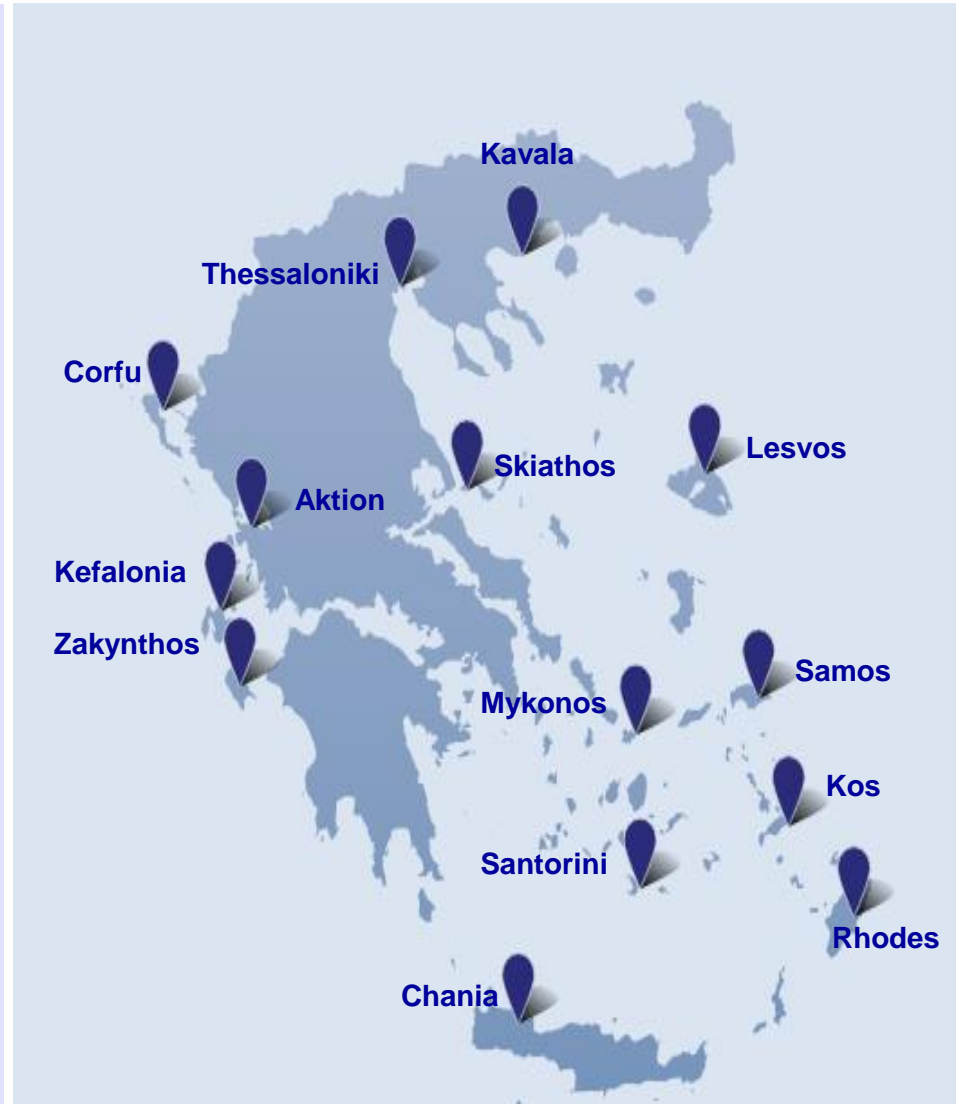 Kavala
Thessaloniki
Corfu
Lesvos
Skiathos
Aktion
Kefalonia
Zakynthos
Samos
Mykonos
Kos
Santorini
Rhodes
Chania